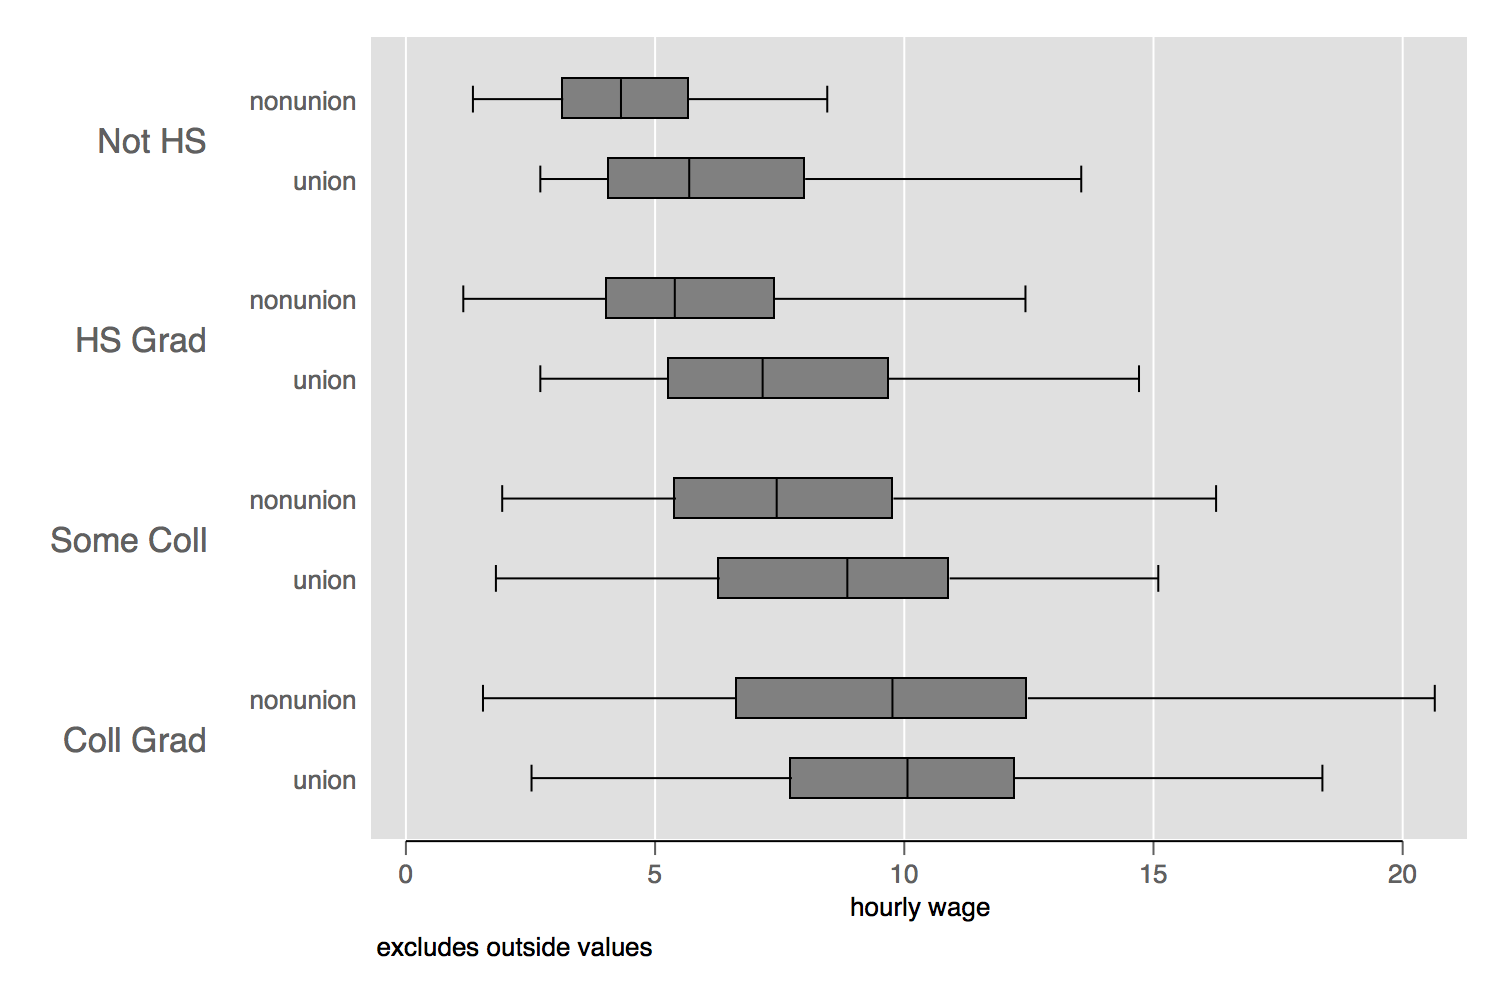 nonunion
Not HS
union
nonunion
HS Grad
union
nonunion
Some Coll
union
nonunion
Coll Grad
union
0 5 10 15 20
hourly wage
excludes outside values